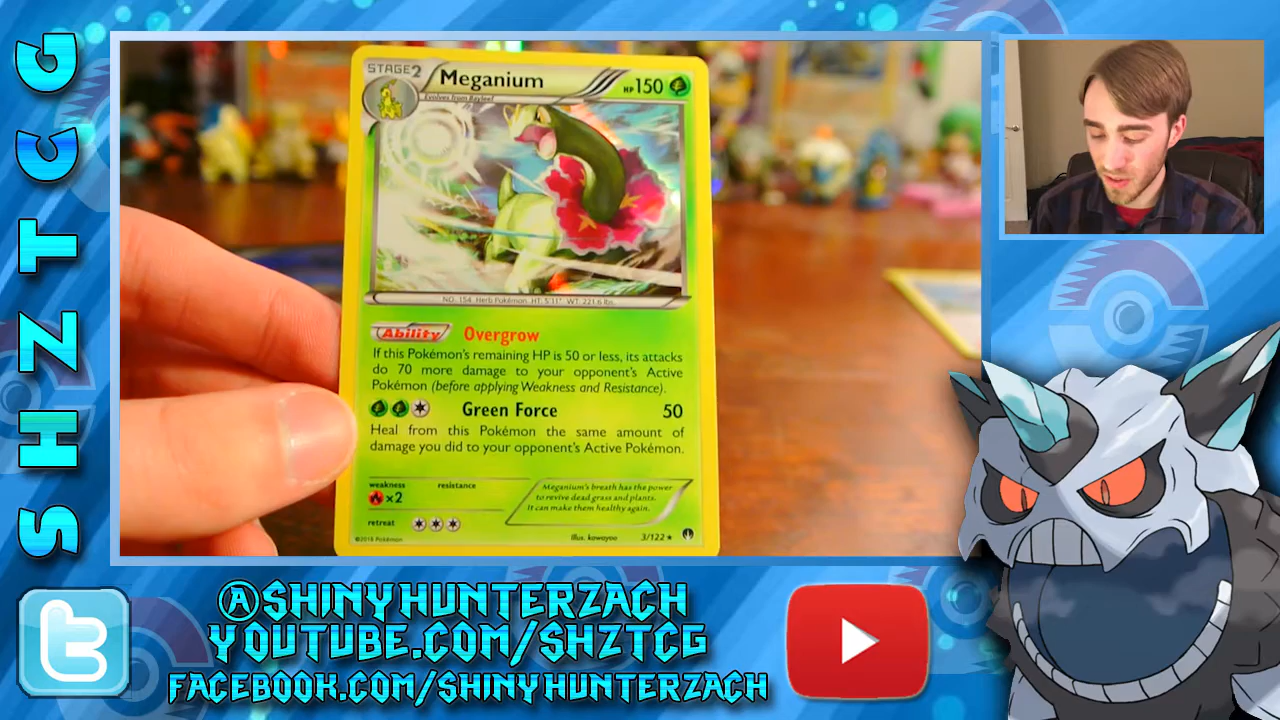 SHZTCG
STAGE2
Meganium
Evolves from Bayleef
HP150
NO. 154 Herb Pokémon HT: 5'11" WT: 221.6 lbs.
Ability Overgrow
If this Pokémon's remaining HP is 50 or less, its attacks
do 70 more damage to your opponent's Active
Pokémon (before applying Weakness and Resistance).
Green Force 50
Heal from this Pokémon the same amount of
damage you did to your opponent's Active Pokémon.
weakness resistance
×2
retreat
Meganium's breath has the power
to revive dead grass and plants.
It can make them healthy again.
©2016 Pokémon
Illus. kawayoo
3/122
@SHINYHUNTERZACH
YOUTUBE.COM/SHZTCG
FACEBOOK.COM/SHINYHUNTERZACH